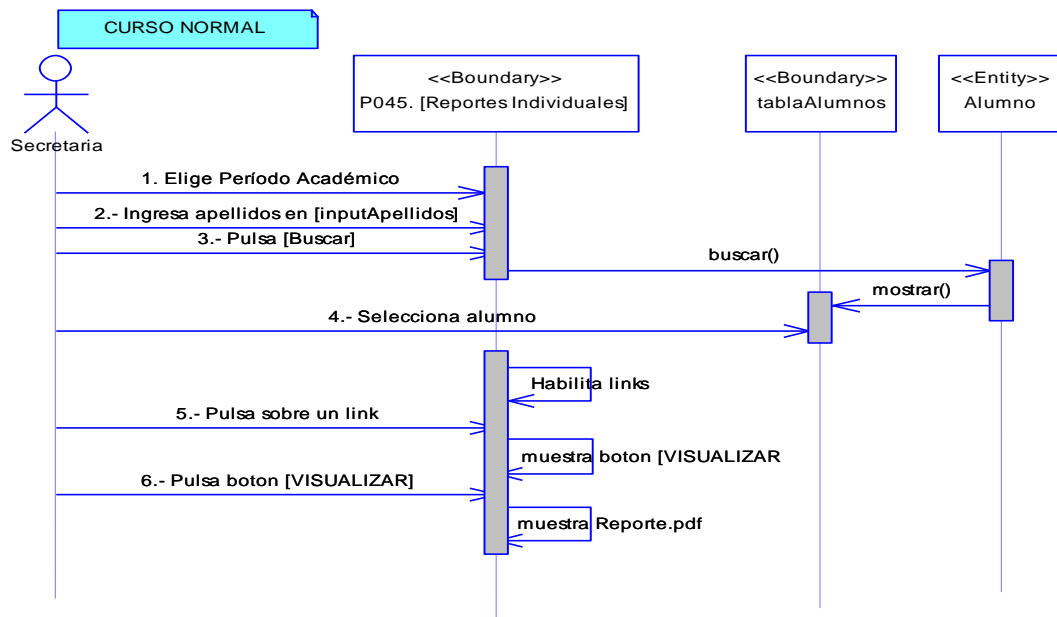 CURSO NORMAL
<<Boundary>>
P045. [Reportes Individuales]
<<Boundary>>
tablaAlumnos
<<Entity>>
Alumno
Secretaria
1. Elige Período Académico
2.- Ingresa apellidos en [inputApellidos]
3.- Pulsa [Buscar]
buscar()
mostrar()
4.- Selecciona alumno
Habilita links
5.- Pulsa sobre un link
muestra boton [VISUALIZAR
6.- Pulsa boton [VISUALIZAR]
muestra Reporte.pdf